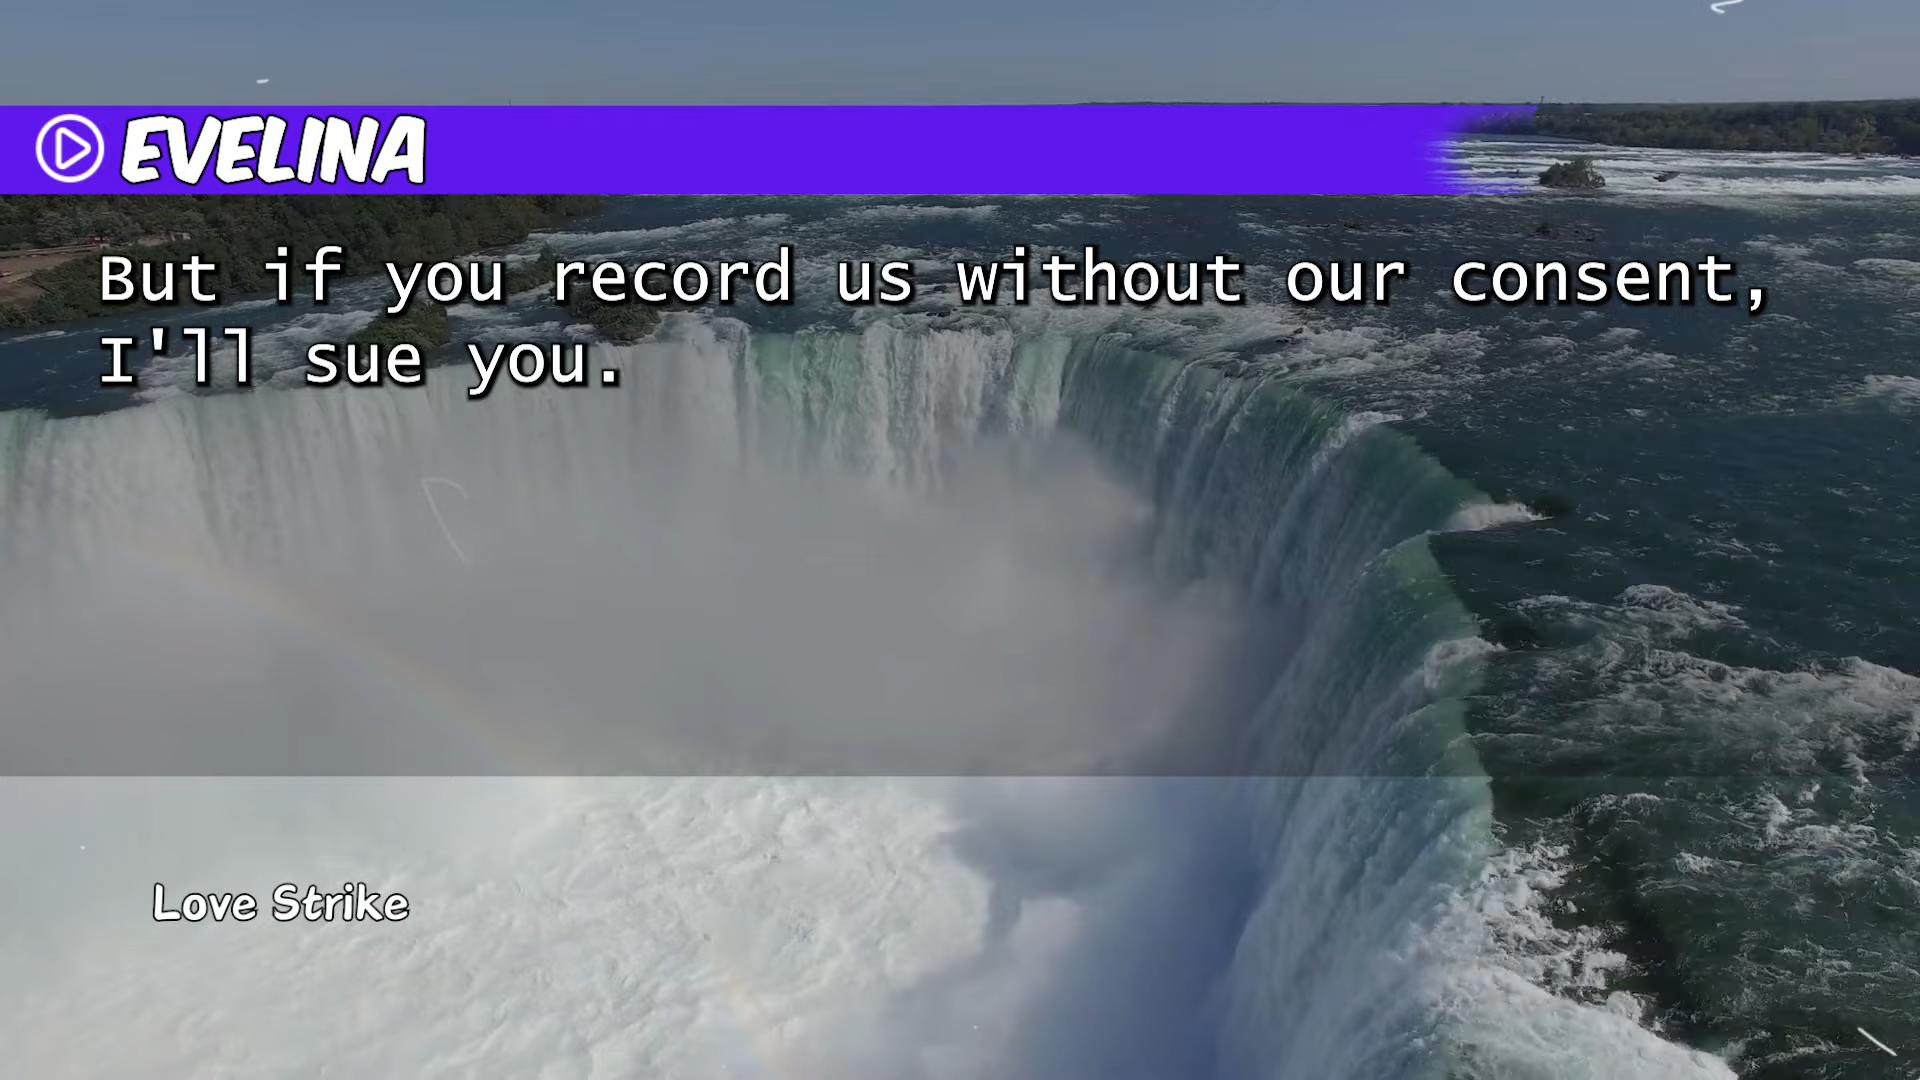 EVELINA
But if you record us without our consent,
I'll sue you.
Love Strike